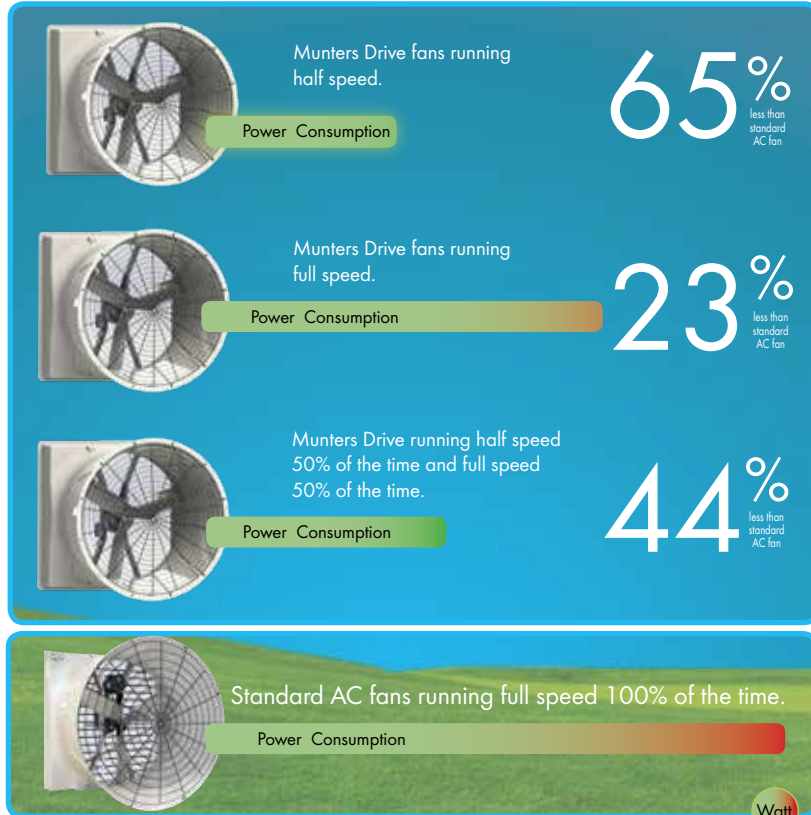 Munters Drive fans running
half speed.
Power Consumption
65%
less than
standard
AC fan
Munters Drive fans running
full speed.
Power Consumption
23%
less than
standard
AC fan
Munters Drive running half speed
50% of the time and full speed
50% of the time.
Power Consumption
44%
less than
standard
AC fan
Standard AC fans running full speed 100% of the time.
Power Consumption
Watt